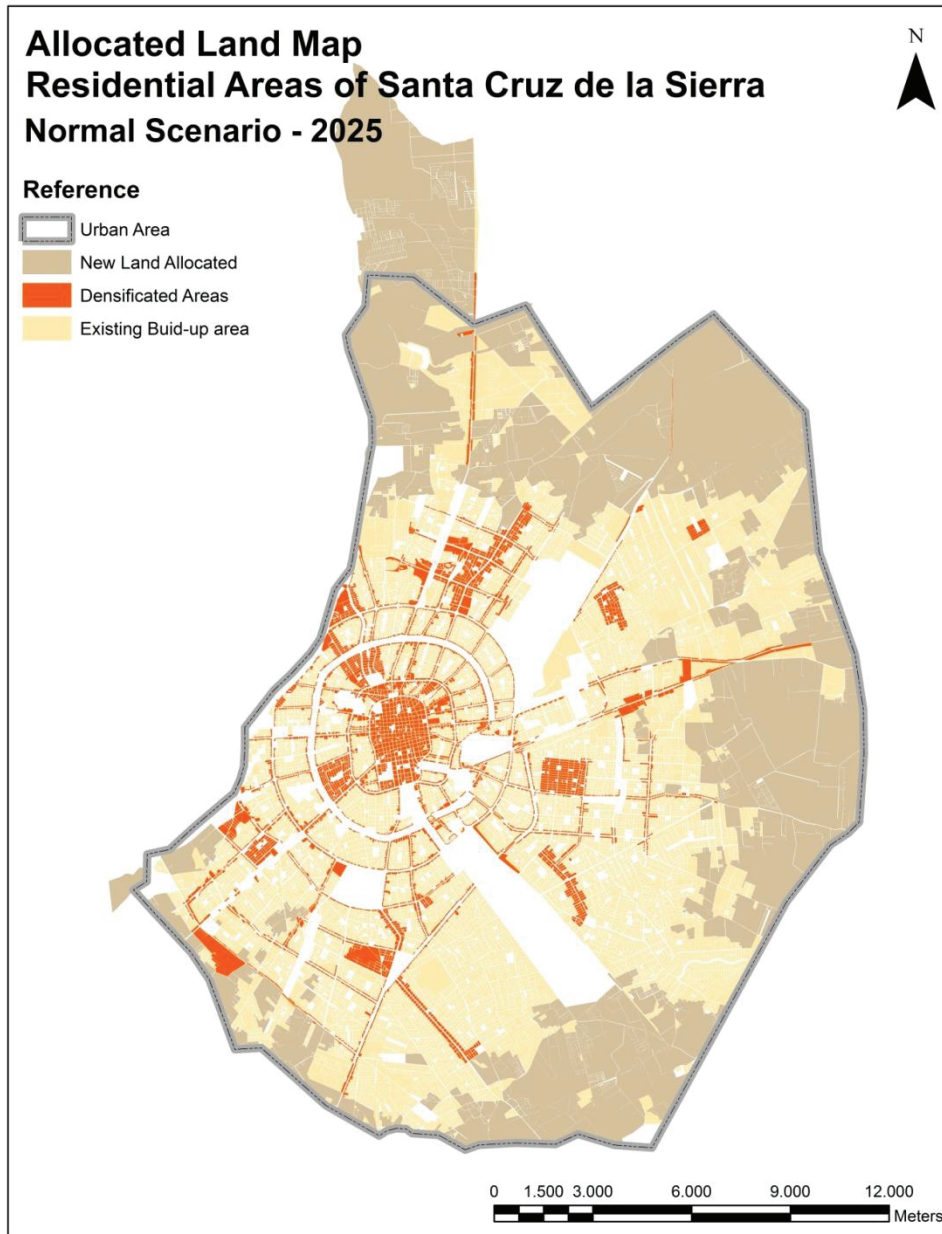 Allocated Land Map
Residential Areas of Santa Cruz de la Sierra
Normal Scenario - 2025
N
Reference
Urban Area
New Land Allocated
Densificated Areas
Existing Buid-up area
0 1.500 3.000 6.000 9.000 12.000
Meters